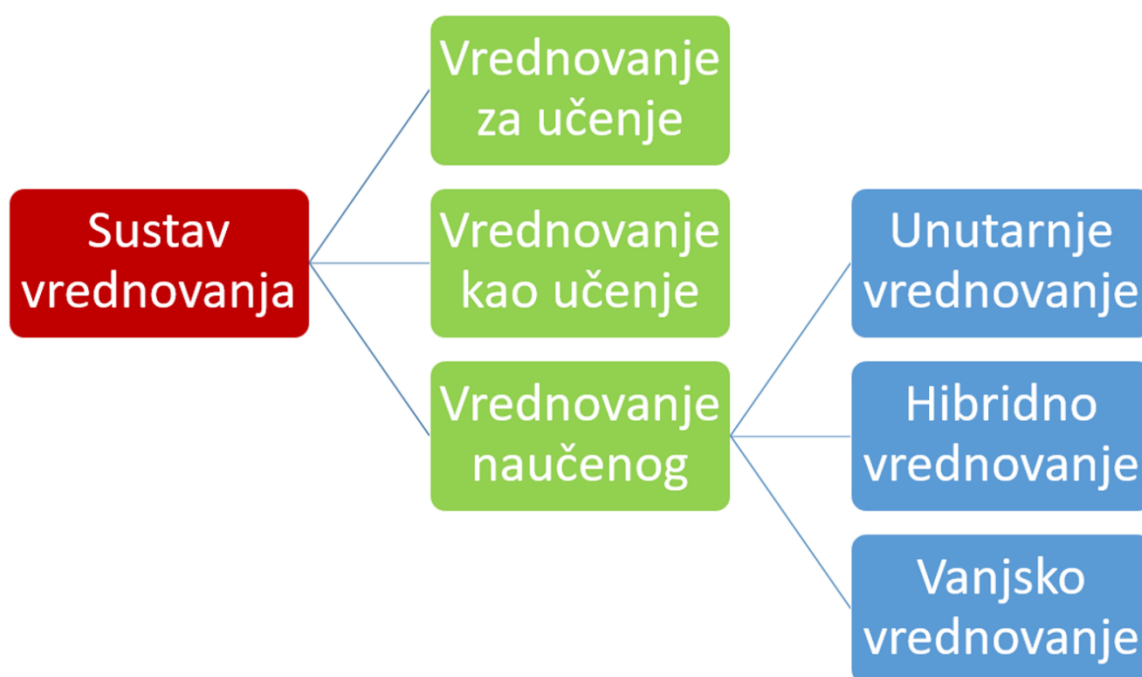 Sustav
vrednovanja
Vrednovanje
za učenje
Vrednovanje
kao učenje
Vrednovanje
naučenog
Unutarnje
vrednovanje
Hibridno
vrednovanje
Vanjsko
vrednovanje